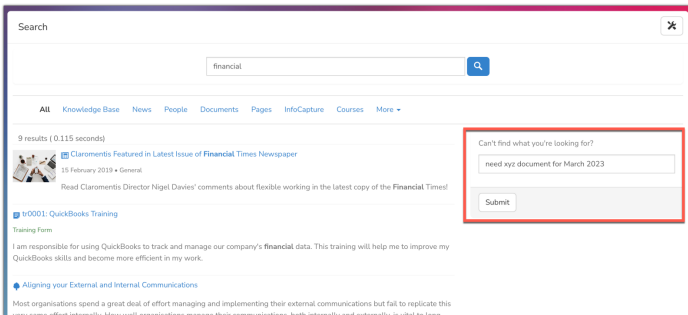 Search
financial
All Knowledge Base News People Documents Pages InfoCapture Courses More
9 results ( 0.115 seconds)
Claromentis Featured in Latest Issue of Financial Times Newspaper
15 February 2019 • General
Read Claromentis Director Nigel Davies' comments about flexible working in the latest copy of the Financial Times!
tr0001: QuickBooks Training
Training Form
I am responsible for using QuickBooks to track and manage our company's financial data. This training will help me to improve my
QuickBooks skills and become more efficient in my work.
Aligning your External and Internal Communications
Most organisations spend a great deal of effort managing and implementing their external communications but fail to replicate this
Can't find what you're looking for?
need xyz document for March 2023
Submit